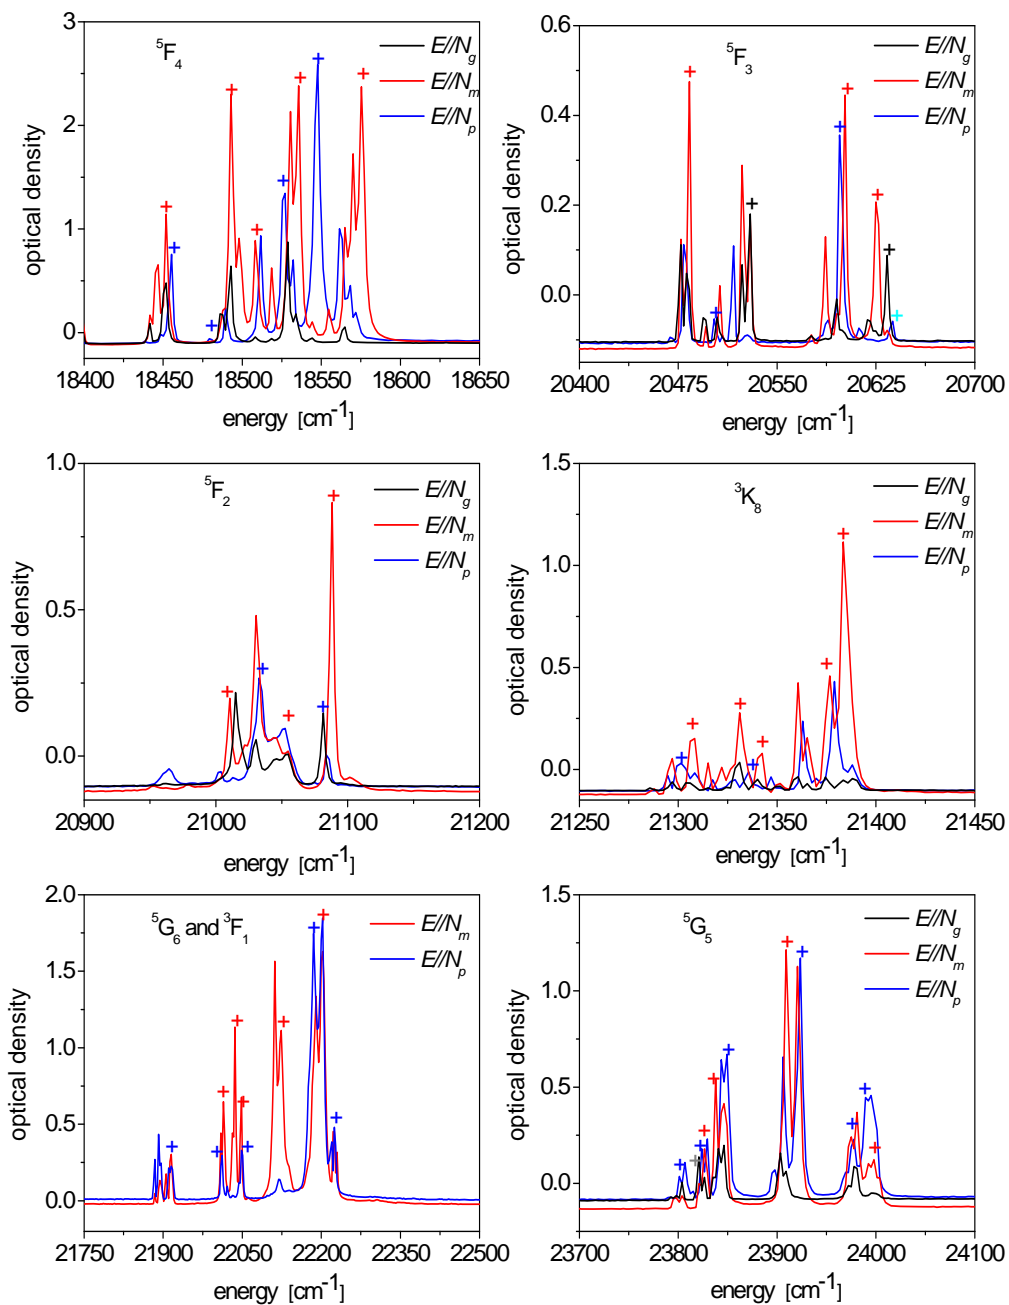 ⁵F₄
E//N_g
E//N_m
E//N_p
3
2
1
0
optical density
18400 18450 18500 18550 18600 18650
energy [cm⁻¹]
⁵F₃
E//N_g
E//N_m
E//N_p
0.6
0.4
0.2
0.0
optical density
20400 20475 20550 20625 20700
energy [cm⁻¹]
⁵F₂
E//N_g
E//N_m
E//N_p
1.0
0.5
0.0
optical density
20900 21000 21100 21200
energy [cm⁻¹]
³K₈
E//N_g
E//N_m
E//N_p
1.5
1.0
0.5
0.0
optical density
21250 21300 21350 21400 21450
energy [cm⁻¹]
⁵G₆ and ³F₁
E//N_m
E//N_p
2.0
1.5
1.0
0.5
0.0
optical density
21750 21900 22050 22200 22350 22500
energy [cm⁻¹]
⁵G₅
E//N_g
E//N_m
E//N_p
1.5
1.0
0.5
0.0
optical density
23700 23800 23900 24000 24100
energy [cm⁻¹]